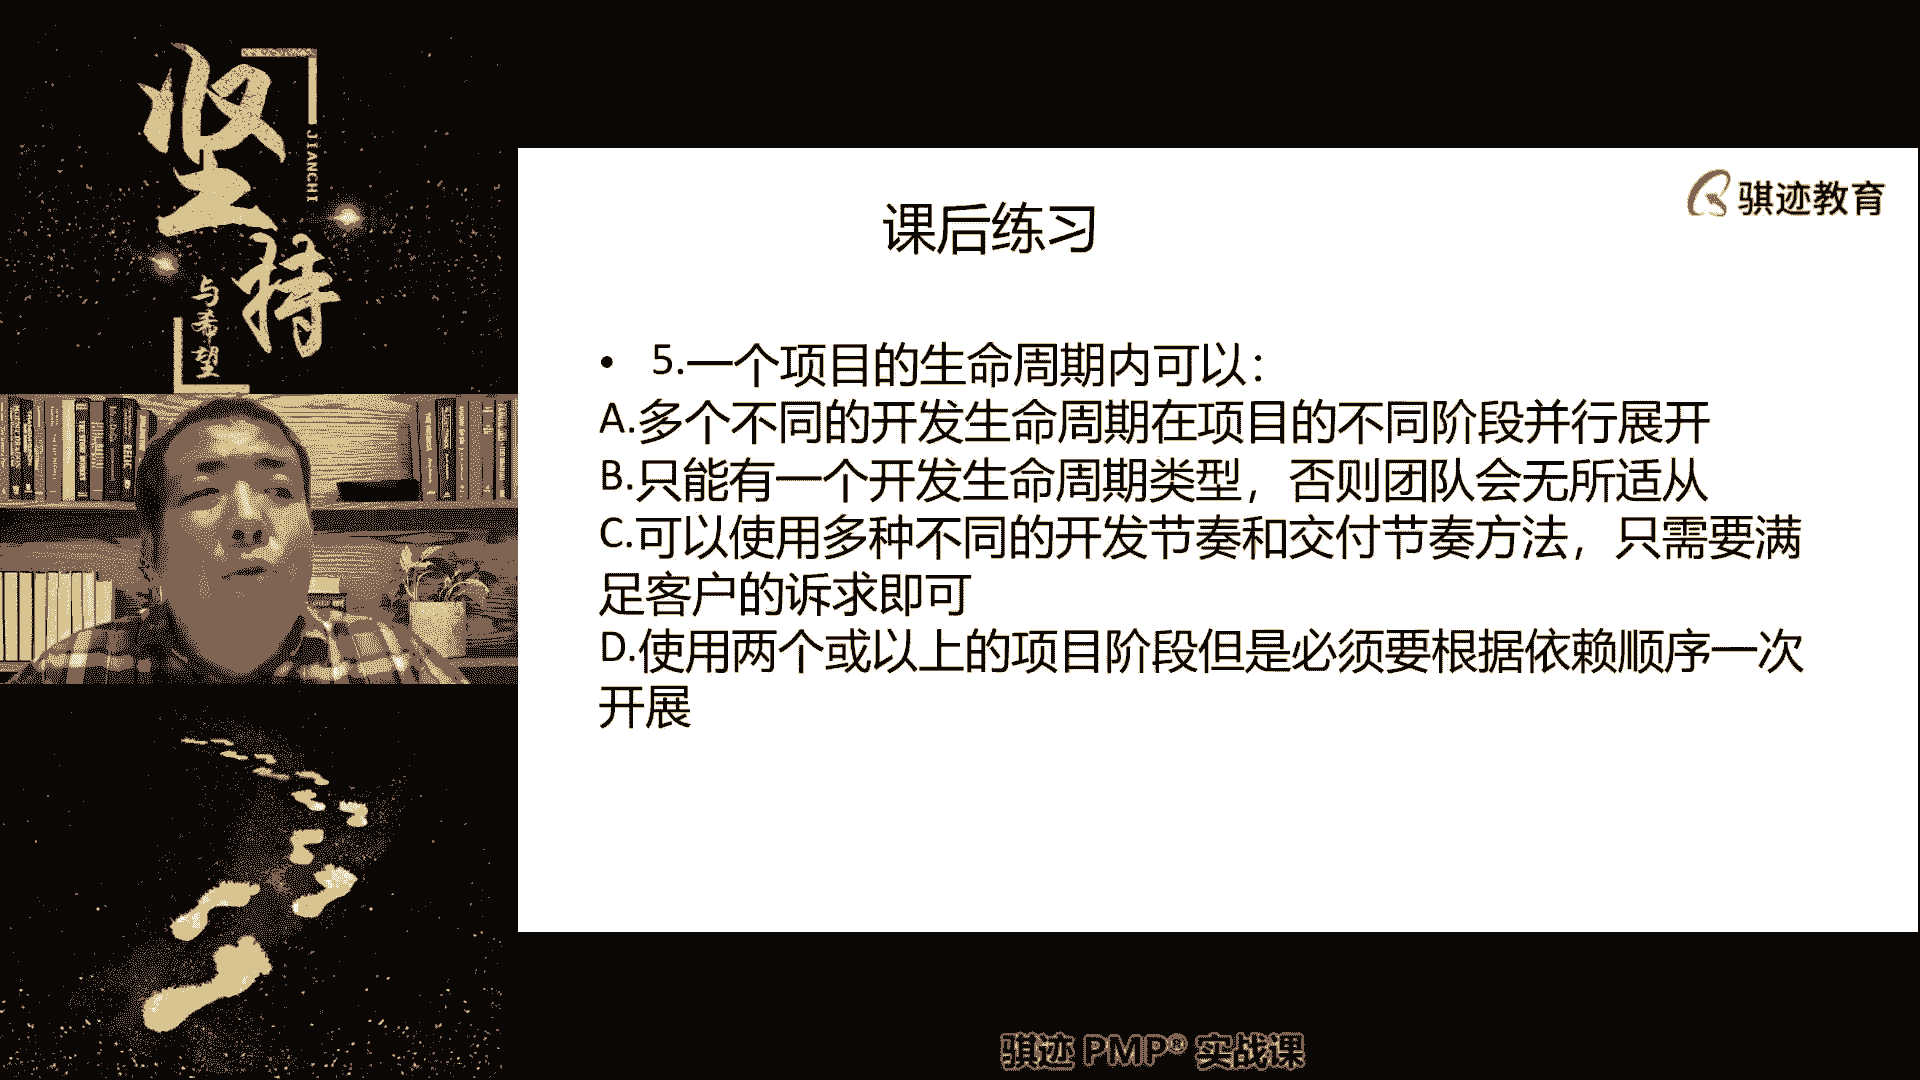 坚持
JIANCHI
与希望
骐迹教育
课后练习
• 5.一个项目的生命周期内可以：
A.多个不同的开发生命周期在项目的不同阶段并行展开
B.只能有一个开发生命周期类型，否则团队会无所适从
C.可以使用多种不同的开发节奏和交付节奏方法，只需要满
足客户的诉求即可
D.使用两个或以上的项目阶段但是必须要根据依赖顺序一次
开展
骐迹 PMP® 实战课